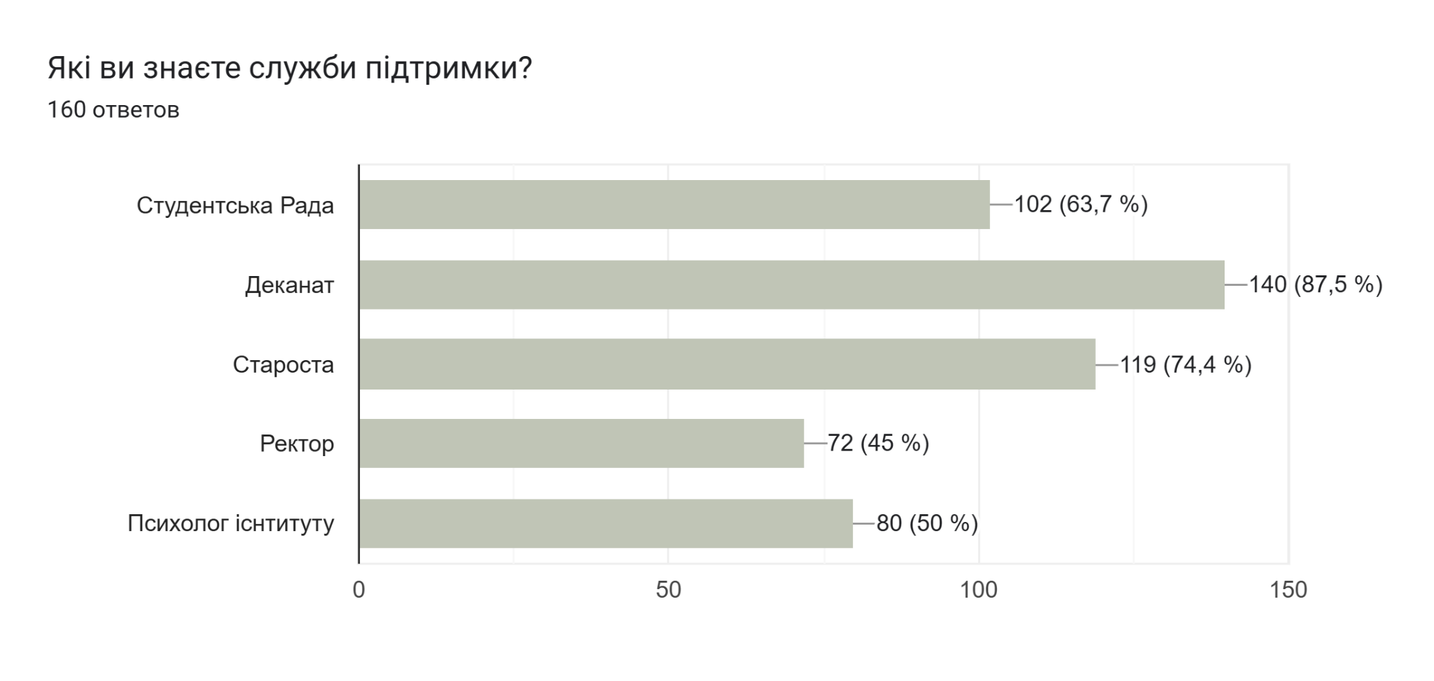 Які ви знаєте служби підтримки?
160 ответов
Студентська Рада
102 (63,7 %)
Деканат
140 (87,5 %)
Староста
119 (74,4 %)
Ректор
72 (45 %)
Психолог існтитуту
80 (50 %)
0 50 100 150